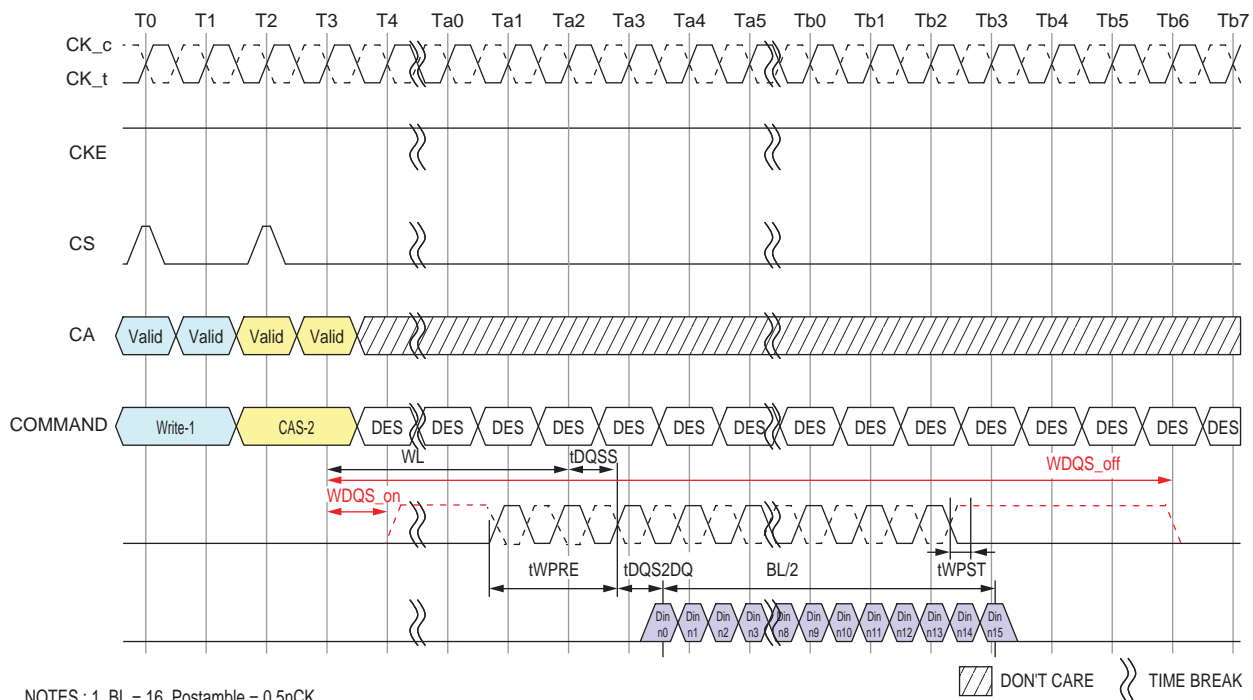 T0 T1 T2 T3 T4 Ta0 Ta1 Ta2 Ta3 Ta4 Ta5 Tb0 Tb1 Tb2 Tb3 Tb4 Tb5 Tb6 Tb7
CK_c
CK_t
CKE
CS
CA Valid Valid Valid Valid
COMMAND Write-1 CAS-2 DES DES DES DES DES DES DES DES DES DES DES DES DES DES DES
WL tDQSS WDQS_off
WDQS_on
tWPRE tDQS2DQ BL/2 tWPST
Din Din Din Din Din Din Din Din Din Din Din Din
n0 n1 n2 n3 n8 n9 n10 n11 n12 n13 n14 n15
DON'T CARE TIME BREAK
NOTES : 1. BL = 16, Postamble = 0.5nCK